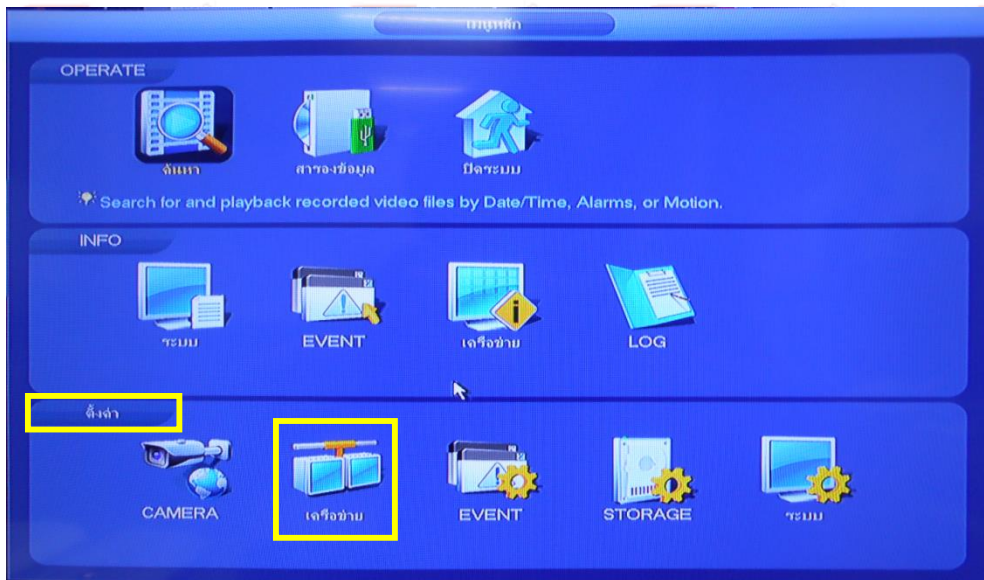 เมนูหลัก
OPERATE
ค้นหา
สำรองข้อมูล
ปิดระบบ
Search for and playback recorded video files by Date/Time, Alarms, or Motion.
INFO
ระบบ
EVENT
เครือข่าย
LOG
ตั้งค่า
CAMERA
เครือข่าย
EVENT
STORAGE
ระบบ